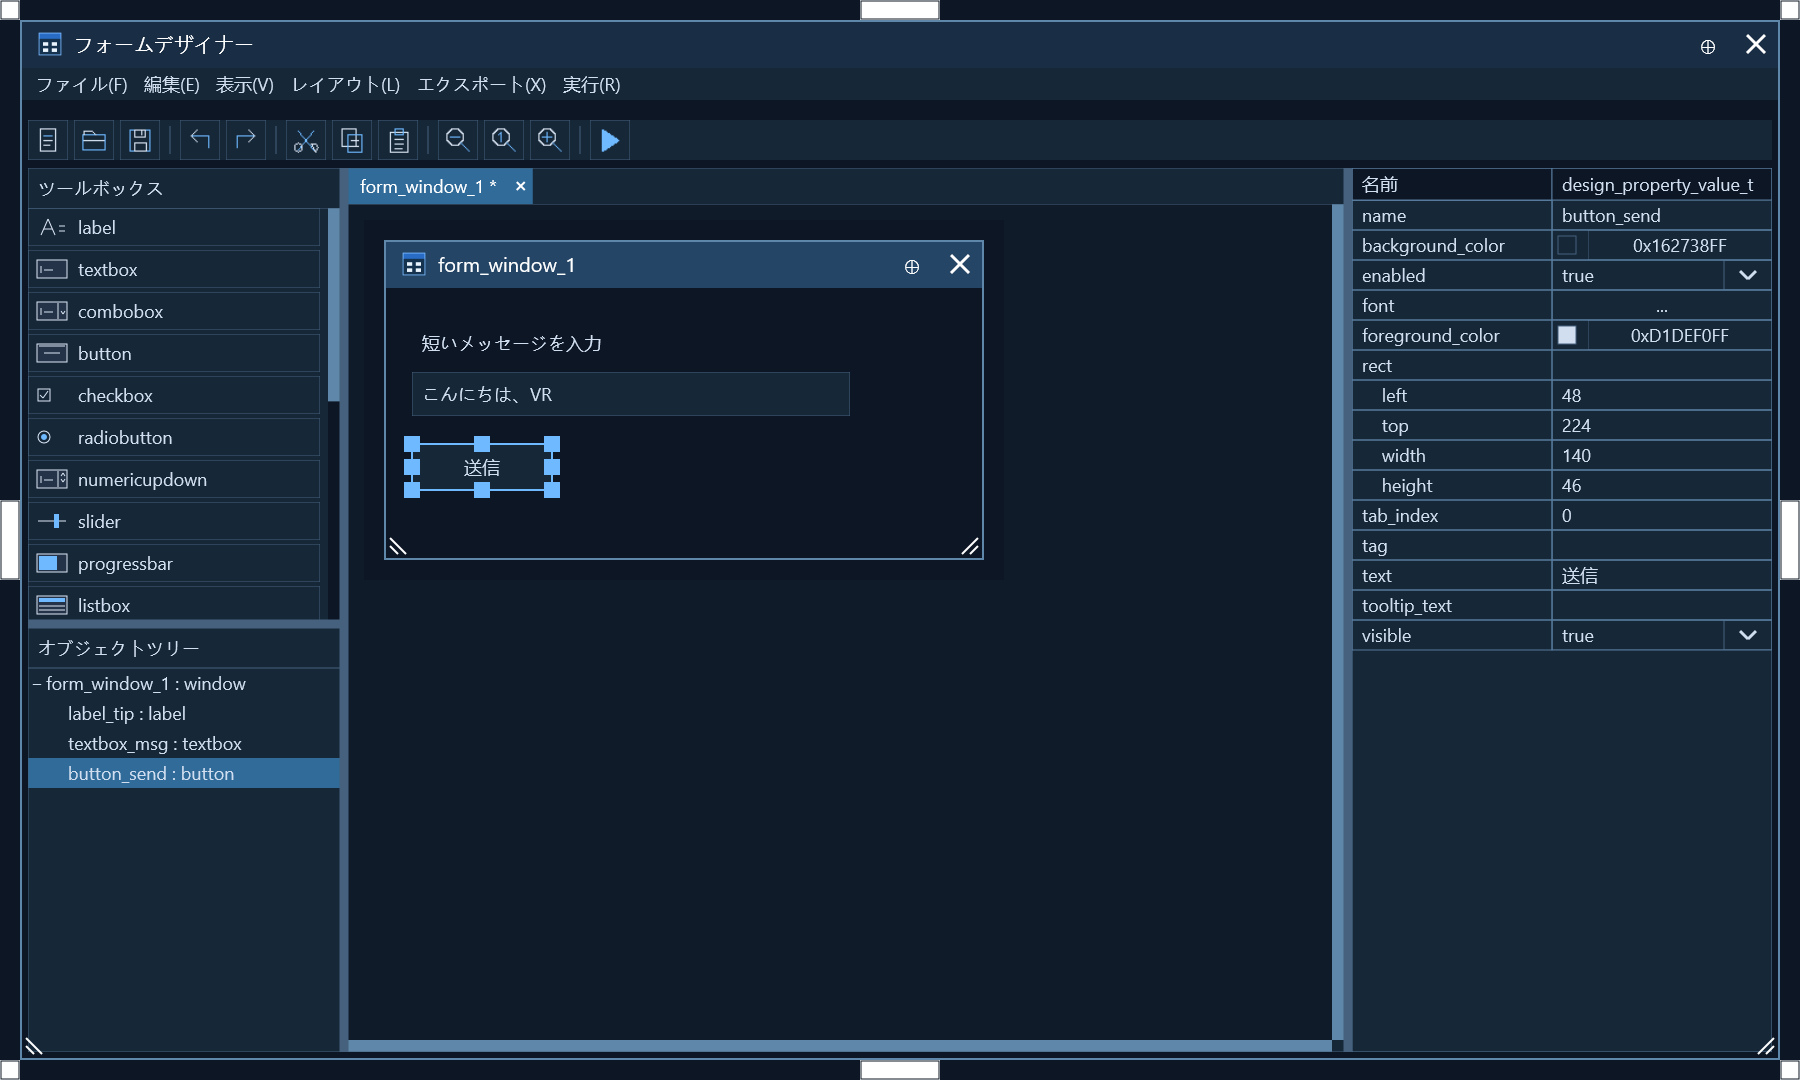 フォームデザイナー
ファイル(F) 編集(E) 表示(V) レイアウト(L) エクスポート(X) 実行(R)
ツールボックス
label
textbox
combobox
button
checkbox
radiobutton
numericupdown
slider
progressbar
listbox
オブジェクトツリー
form_window_1 : window
label_tip : label
textbox_msg : textbox
button_send : button
form_window_1 *
form_window_1
短いメッセージを入力
こんにちは、VR
送信
名前 design_property_value_t
name button_send
background_color 0x162738FF
enabled true
font ...
foreground_color 0xD1DEF0FF
rect
left 48
top 224
width 140
height 46
tab_index 0
tag
text 送信
tooltip_text
visible true